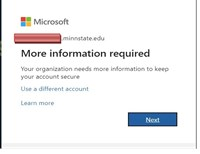 Microsoft
.minnstate.edu
More information required
Your organization needs more information to keep
your account secure
Use a different account
Learn more
Next